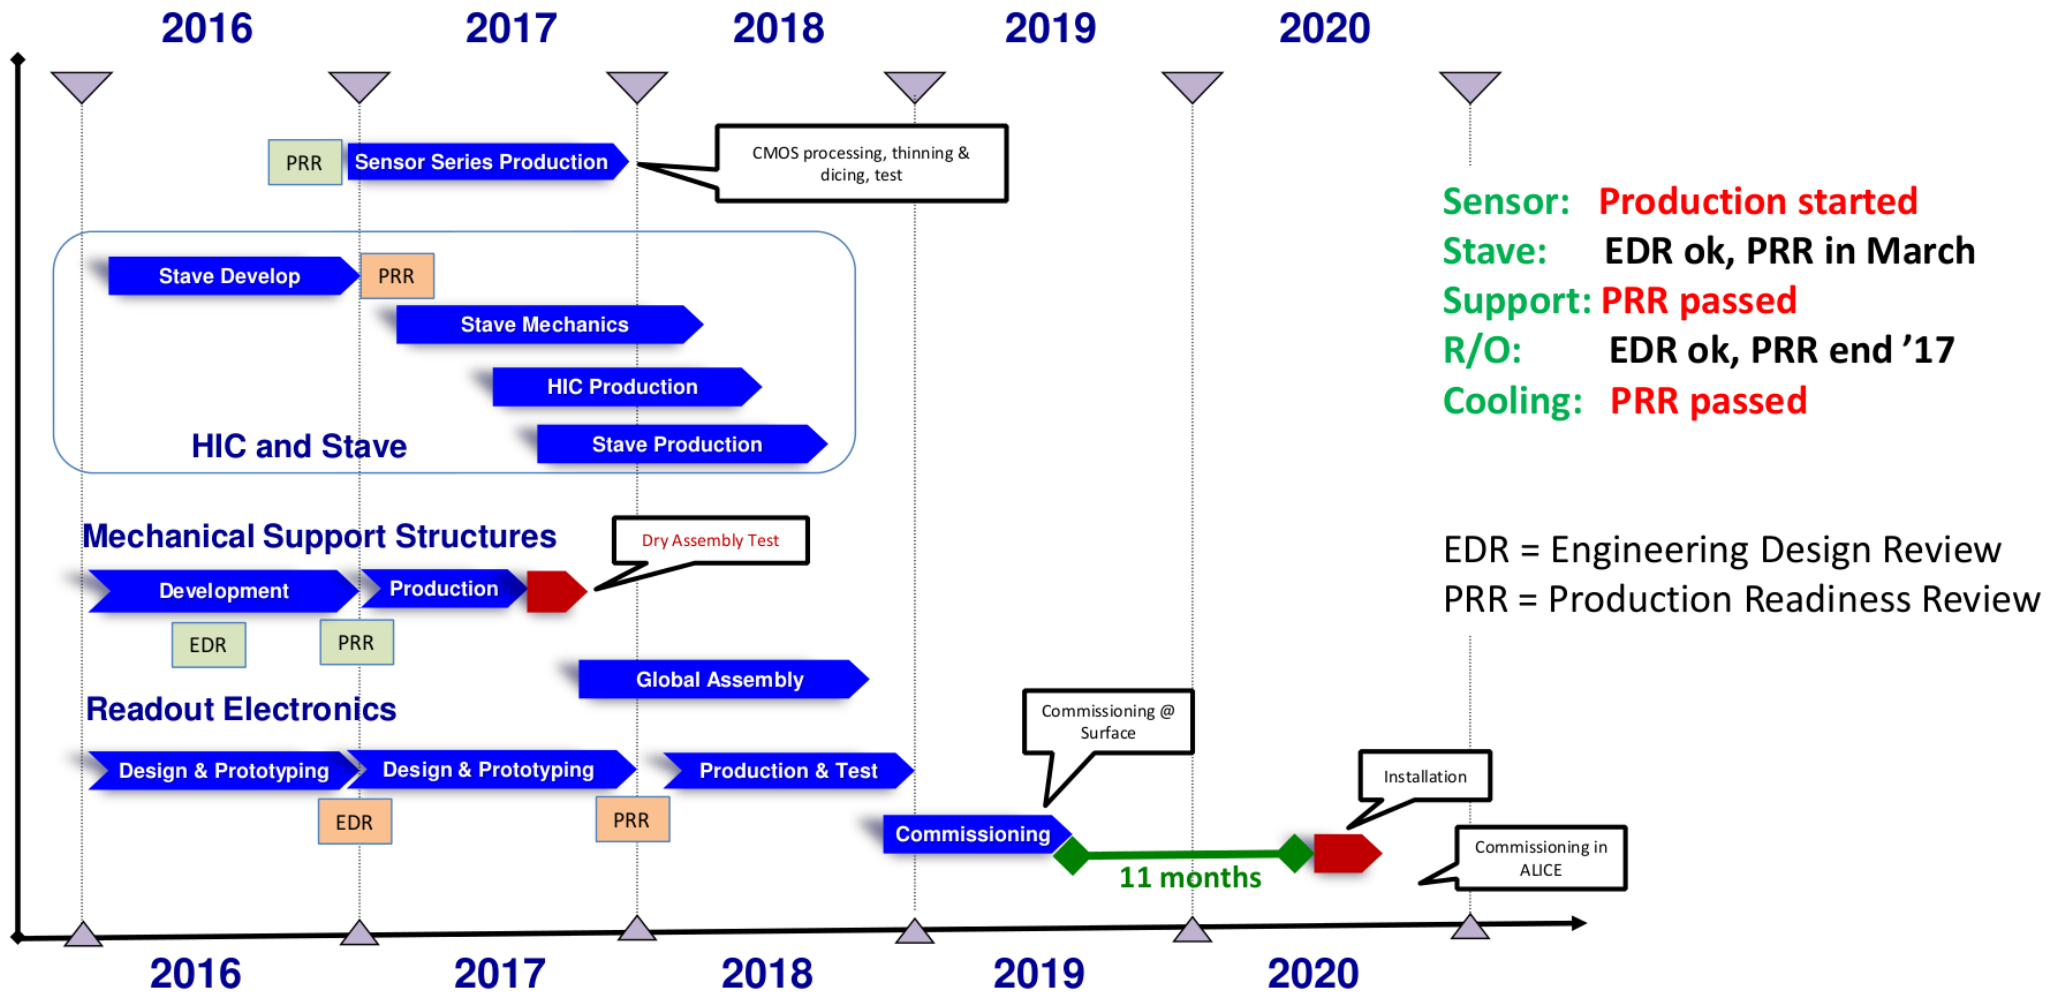 2016 2017 2018 2019 2020
PRR Sensor Series Production
CMOS processing, thinning &
dicing, test
Stave Develop PRR
Stave Mechanics
HIC Production
Stave Production
HIC and Stave
Mechanical Support Structures
Dry Assembly Test
Development Production
EDR PRR
Global Assembly
Readout Electronics
Design & Prototyping Design & Prototyping Production & Test
EDR PRR
Commissioning @
Surface
Commissioning
11 months
Installation
Commissioning in
ALICE
2016 2017 2018 2019 2020
Sensor: Production started
Stave: EDR ok, PRR in March
Support: PRR passed
R/O: EDR ok, PRR end ’17
Cooling: PRR passed
EDR = Engineering Design Review
PRR = Production Readiness Review